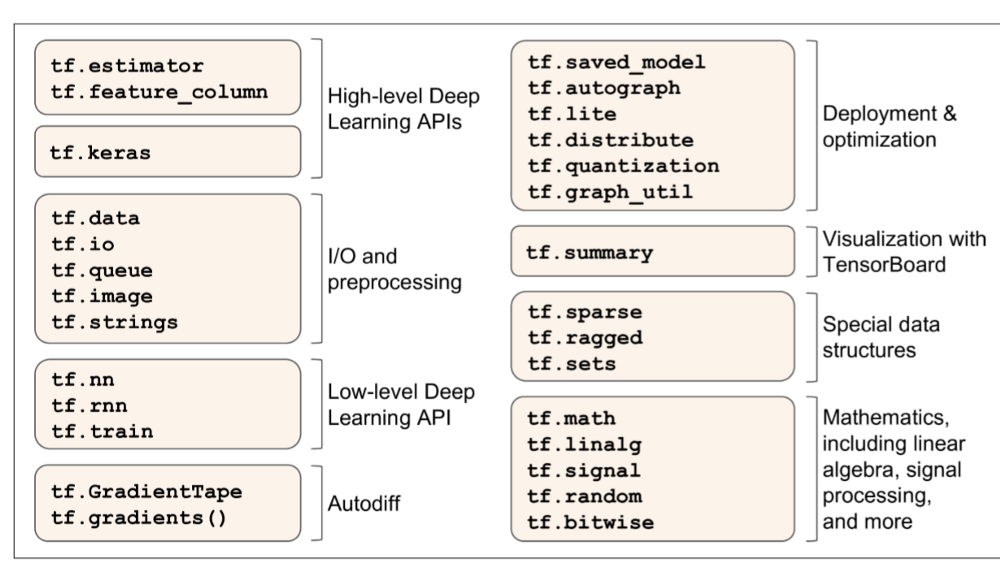 tf.estimator
tf.feature_column
tf.keras
High-level Deep
Learning APIs
tf.data
tf.io
tf.queue
tf.image
tf.strings
I/O and
preprocessing
tf.nn
tf.rnn
tf.train
Low-level Deep
Learning API
tf.GradientTape
tf.gradients()
Autodiff
tf.saved_model
tf.autograph
tf.lite
tf.distribute
tf.quantization
tf.graph_util
Deployment &
optimization
tf.summary
Visualization with
TensorBoard
tf.sparse
tf.ragged
tf.sets
Special data
structures
tf.math
tf.linalg
tf.signal
tf.random
tf.bitwise
Mathematics,
including linear
algebra, signal
processing,
and more